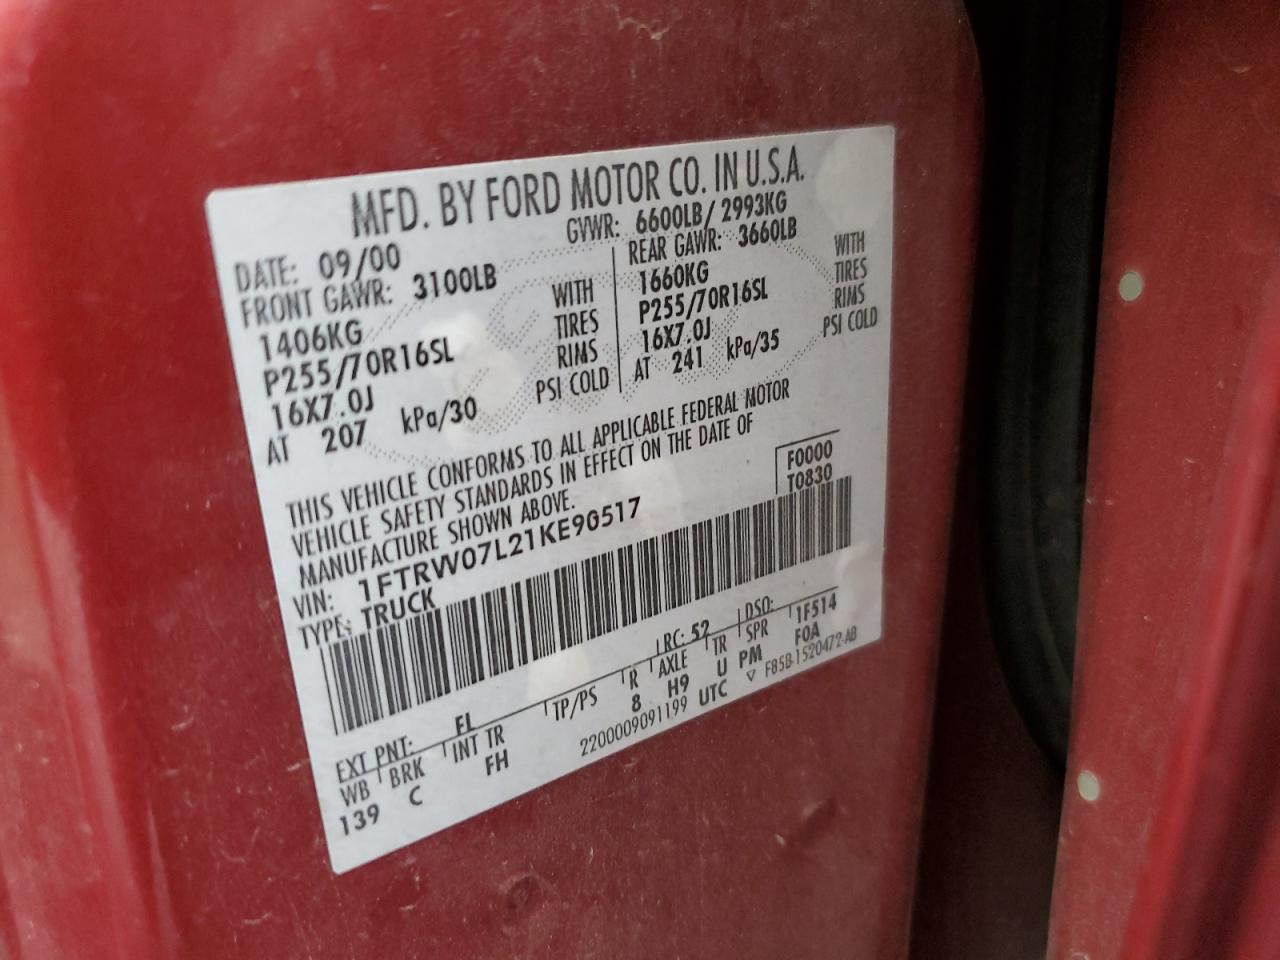 MFD. BY FORD MOTOR CO. IN U.S.A.
DATE: 09/00 GVWR: 6600LB/ 2993KG
FRONT GAWR: 3100LB REAR GAWR: 3660LB
1406KG WITH 1660KG WITH
P255/70R16SL TIRES P255/70R16SL TIRES
16X7.0J RIMS 16X7.0J RIMS
AT 207 kPa/30 PSI COLD AT 241 kPa/35 PSI COLD
THIS VEHICLE CONFORMS TO ALL APPLICABLE FEDERAL MOTOR
VEHICLE SAFETY STANDARDS IN EFFECT ON THE DATE OF
MANUFACTURE SHOWN ABOVE.
F0000
T0830
VIN: 1FTRW07L21KE90517
TYPE: TRUCK
EXT PNT: FL RC: 52 DSO: 1F514
WB BRK INT TR TP/PS R AXLE TR SPR F0A
139 C FH 8 H9 U PM
2200009091199 UTC ▽ F85B-1520472-AB